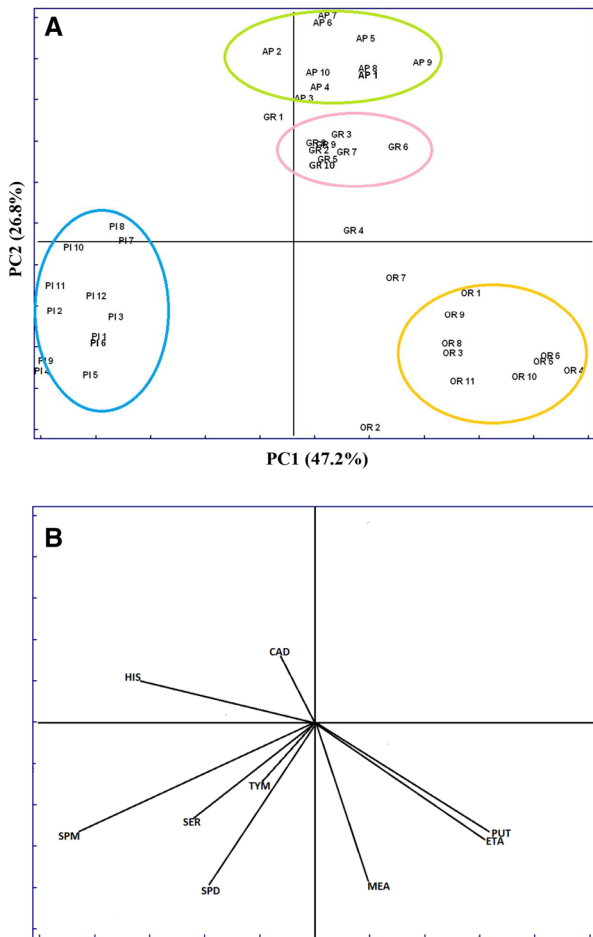 A
AP 7
AP 6
AP 5
AP 2
AP 9
AP 8
AP 10
AP 1
AP 4
AP 3
GR 1
GR 3
GR 9
GR 6
GR 2
GR 7
GR 5
GR 10
PI 8
GR 4
PI 7
PI 10
OR 7
PI 11
OR 1
PI 12
PI 2
OR 9
PI 3
PI 1
PI 6
OR 8
OR 3
OR 6
PI 9
OR 5
PI 4
OR 4
PI 5
OR 10
OR 11
OR 2
PC2 (26.8%)
PC1 (47.2%)
B
CAD
HIS
TYM
SER
SPM
PUT
ETA
SPD
MEA